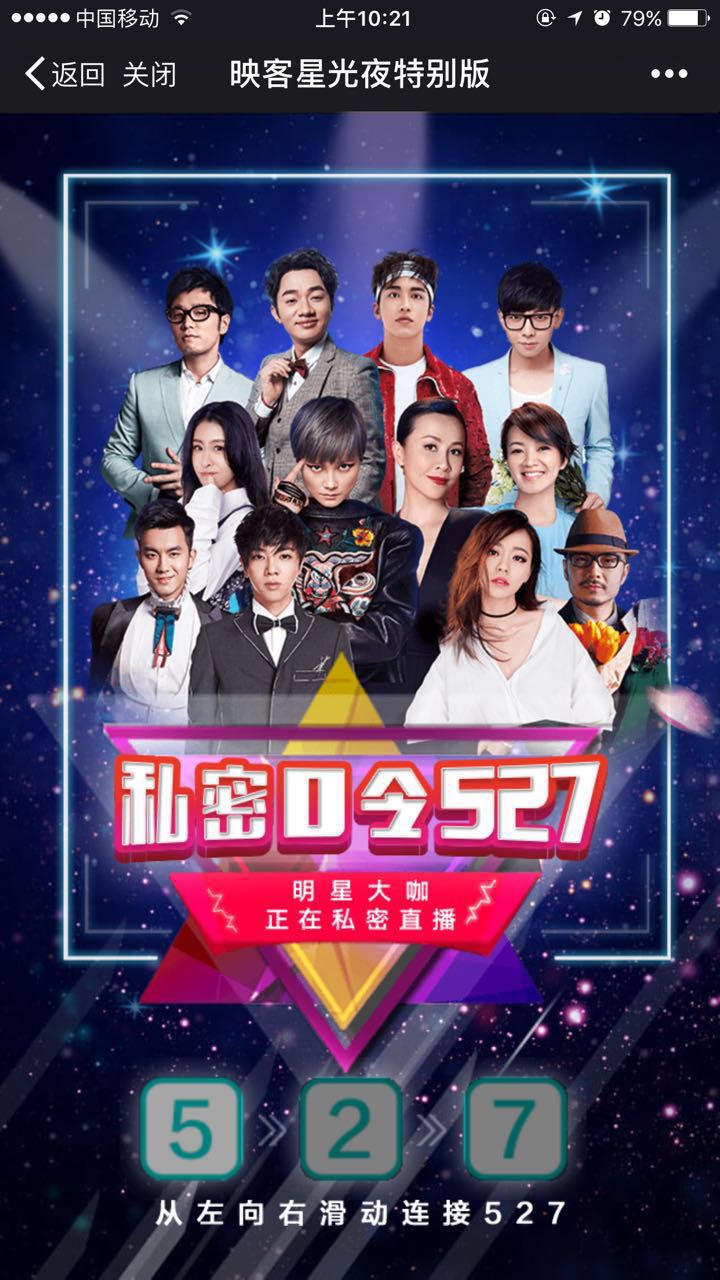 中国移动 上午10:21 79%
返回 关闭 映客星光夜特别版
私密口令527
明星大咖
正在私密直播
5 2 7
从左向右滑动连接527